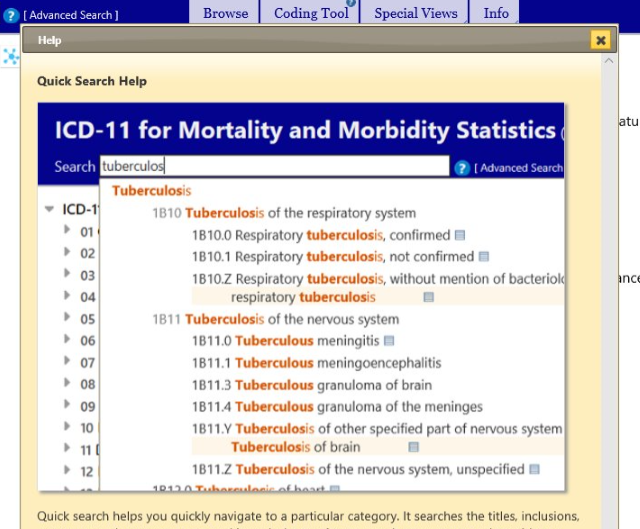 [ Advanced Search ] Browse Coding Tool ? Special Views Info
Help
Quick Search Help
ICD-11 for Mortality and Morbidity Statistics (
Search tuberculos ? [ Advanced Search
Tuberculosis
ICD-1
1B10 Tuberculosis of the respiratory system
01
1B10.0 Respiratory tuberculosis, confirmed
02
1B10.1 Respiratory tuberculosis, not confirmed
03
1B10.Z Respiratory tuberculosis, without mention of bacteriolo
04
respiratory tuberculosis
05
1B11 Tuberculosis of the nervous system
06
1B11.0 Tuberculous meningitis
07
1B11.1 Tuberculous meningoencephalitis
08
1B11.3 Tuberculous granuloma of brain
09
1B11.4 Tuberculous granuloma of the meninges
10
1B11.Y Tuberculosis of other specified part of nervous system
11
Tuberculosis of brain
12
1B11.Z Tuberculosis of the nervous system, unspecified
1B12.0 Tuberculosis of heart
Quick search helps you quickly navigate to a particular category. It searches the titles, inclusions,
atu
ance